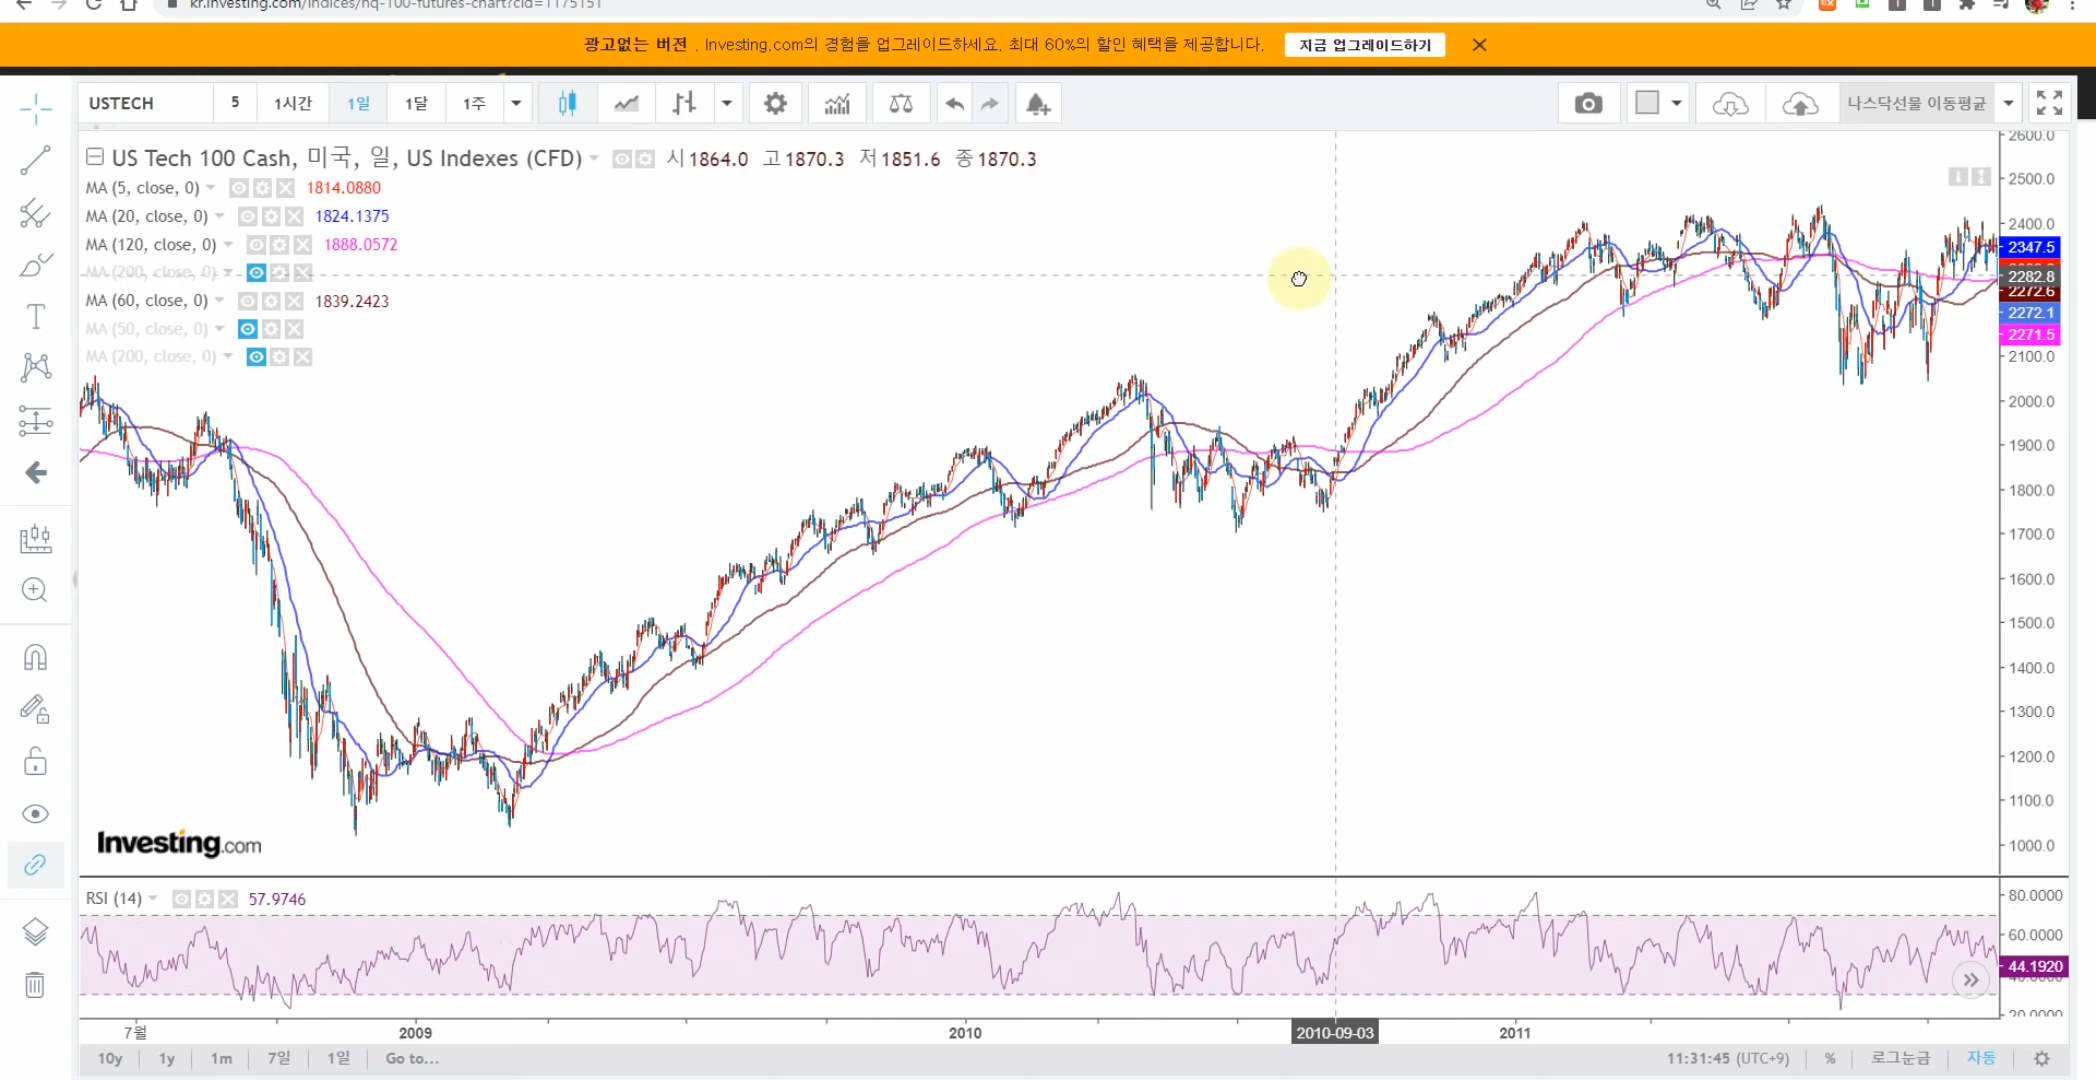 kr.investing.com/indices/nq-100-futures-chart?cid=1175151
광고없는 버전 . Investing.com의 경험을 업그레이드하세요. 최대 60%의 할인 혜택을 제공합니다. 지금 업그레이드하기
USTECH 5 1시간 1일 1달 1주 나스닥선물 이동평균
US Tech 100 Cash, 미국, 일, US Indexes (CFD) 시 1864.0 고 1870.3 저 1851.6 종 1870.3
MA (5, close, 0) 1814.0880
MA (20, close, 0) 1824.1375
MA (120, close, 0) 1888.0572
MA (200, close, 0)
MA (60, close, 0) 1839.2423
MA (50, close, 0)
MA (200, close, 0)
2600.0
2500.0
2400.0
2347.5
2282.8
2272.6
2272.1
2271.5
2100.0
2000.0
1900.0
1800.0
1700.0
1600.0
1500.0
1400.0
1300.0
1200.0
1100.0
1000.0
Investing.com
RSI (14) 57.9746
80.0000
60.0000
44.1920
20.0000
7월 2009 2010 2010-09-03 2011
10y 1y 1m 7일 1일 Go to... 11:31:45 (UTC+9) % 로그눈금 자동